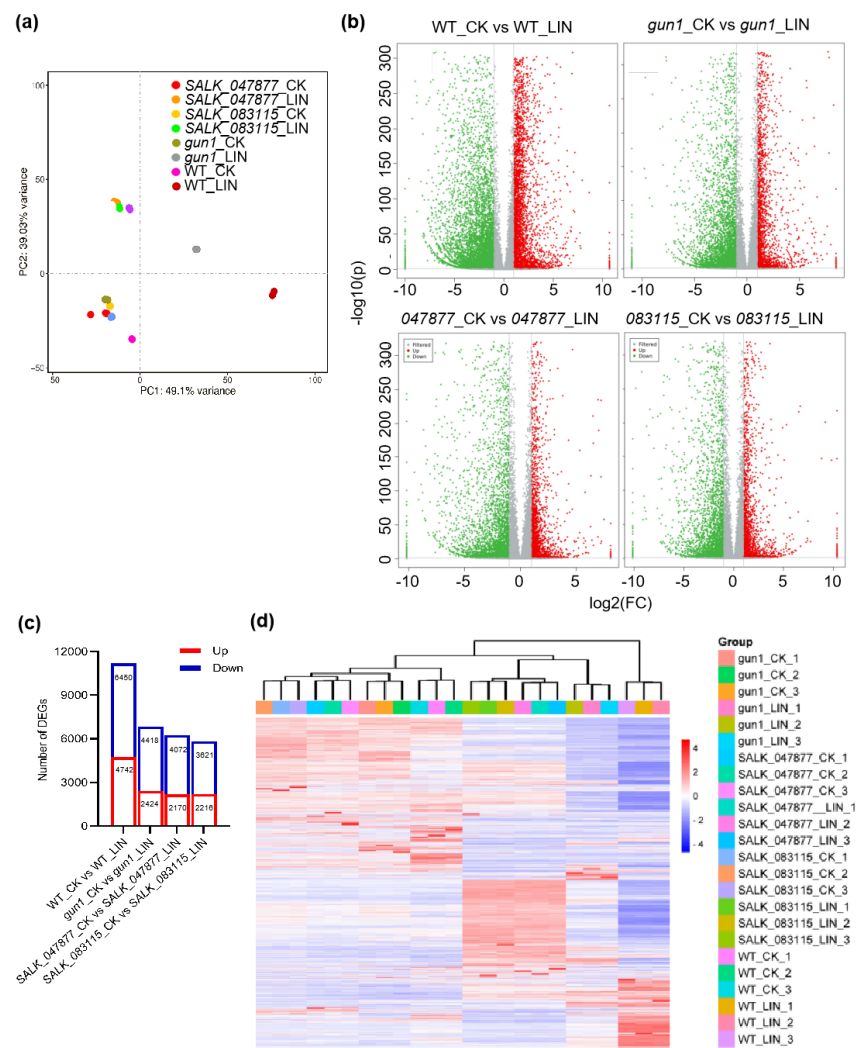 (a)
SALK_047877_CK
SALK_047877_LIN
SALK_083115_CK
SALK_083115_LIN
gun1_CK
gun1_LIN
WT_CK
WT_LIN
100
50
0
−50
PC2: 39.03% variance
50
0
50
100
PC1: 49.1% variance
(b)
WT_CK vs WT_LIN
gun1_CK vs gun1_LIN
300
250
200
150
100
50
0
-10
-5
0
5
10
-10
-5
0
5
10
-log10(p)
047877_CK vs 047877_LIN
083115_CK vs 083115_LIN
Filtered
Up
Down
Filtered
Up
Down
300
250
200
150
100
50
0
-10
-5
0
5
-10
-5
0
5
10
log2(FC)
(c)
Up
Down
12000
9000
6000
3000
0
Number of DEGs
6450
4742
4418
2424
4072
2170
3621
2216
WT_CK vs WT_LIN
gun1_CK vs gun1_LIN
SALK_047877_CK vs SALK_047877_LIN
SALK_083115_CK vs SALK_083115_LIN
(d)
4
2
0
- 2
- 4
Group
gun1_CK_1
gun1_CK_2
gun1_CK_3
gun1_LIN_1
gun1_LIN_2
gun1_LIN_3
SALK_047877_CK_1
SALK_047877_CK_2
SALK_047877_CK_3
SALK_047877__LIN_1
SALK_047877_LIN_2
SALK_047877_LIN_3
SALK_083115_CK_1
SALK_083115_CK_2
SALK_083115_CK_3
SALK_083115_LIN_1
SALK_083115_LIN_2
SALK_083115_LIN_3
WT_CK_1
WT_CK_2
WT_CK_3
WT_LIN_1
WT_LIN_2
WT_LIN_3